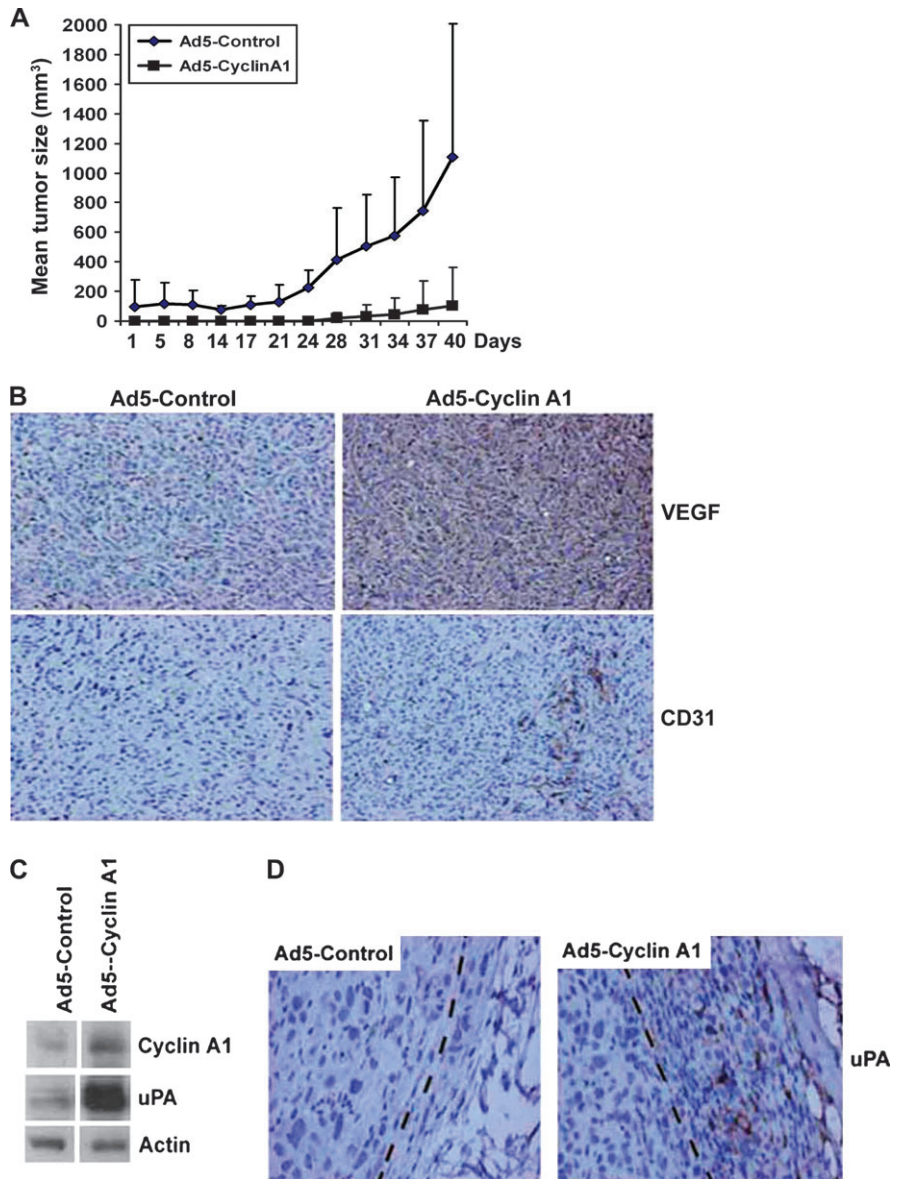 A
Ad5-Control
Ad5-CyclinA1
Mean tumor size (mm³)
2000
1800
1600
1400
1200
1000
800
600
400
200
0
1 5 8 14 17 21 24 28 31 34 37 40 Days
B
Ad5-Control Ad5-Cyclin A1
VEGF
CD31
C
Ad5-Control
Ad5--Cyclin A1
Cyclin A1
uPA
Actin
D
Ad5-Control
Ad5-Cyclin A1
uPA